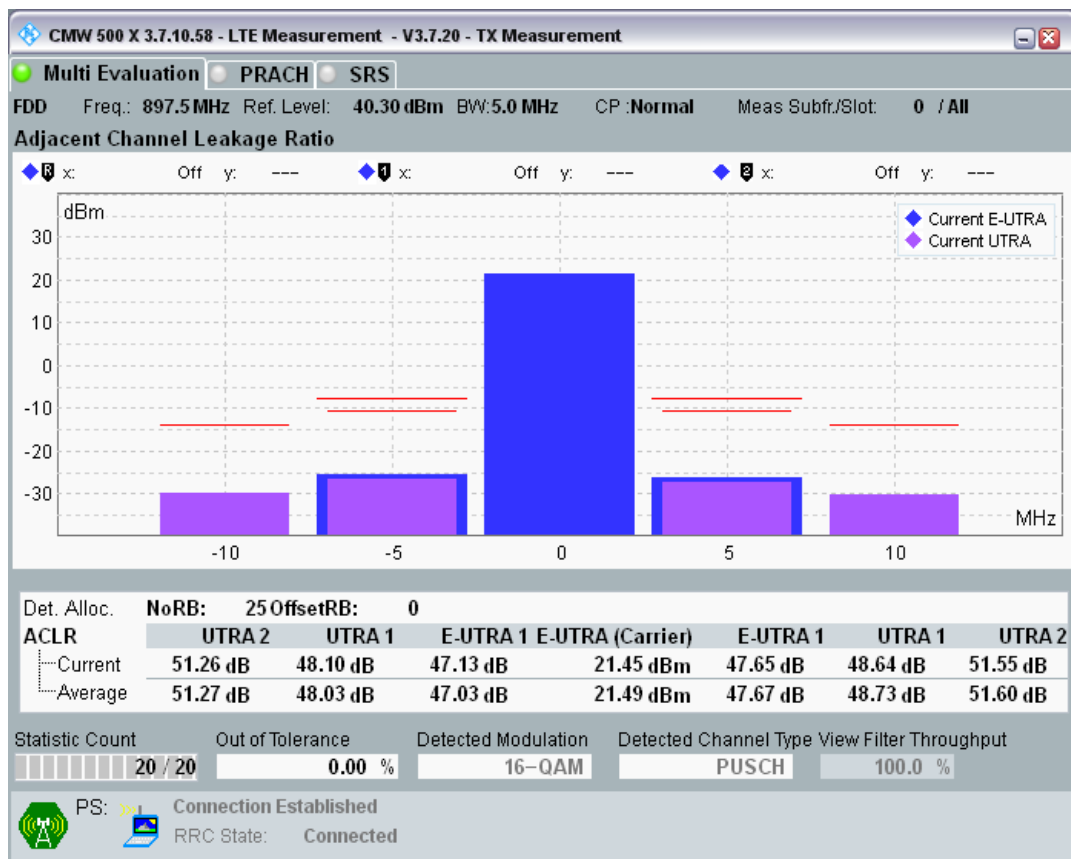 CMW 500 X 3.7.10.58 - LTE Measurement - V3.7.20 - TX Measurement
Multi Evaluation PRACH SRS
FDD Freq.: 897.5 MHz Ref. Level: 40.30 dBm BW:5.0 MHz CP :Normal Meas Subfr./Slot: 0 / All
Adjacent Channel Leakage Ratio
R x: Off y: --- 1 x: Off y: --- 2 x: Off y: ---
dBm
Current E-UTRA
Current UTRA
30
20
10
0
-10
-20
-30
MHz
-10 -5 0 5 10
Det. Alloc. NoRB: 25 OffsetRB: 0
ACLR UTRA 2 UTRA 1 E-UTRA 1 E-UTRA (Carrier) E-UTRA 1 UTRA 1 UTRA 2
Current 51.26 dB 48.10 dB 47.13 dB 21.45 dBm 47.65 dB 48.64 dB 51.55 dB
Average 51.27 dB 48.03 dB 47.03 dB 21.49 dBm 47.67 dB 48.73 dB 51.60 dB
Statistic Count Out of Tolerance Detected Modulation Detected Channel Type View Filter Throughput
20 / 20 0.00 % 16-QAM PUSCH 100.0 %
PS: Connection Established
RRC State: Connected